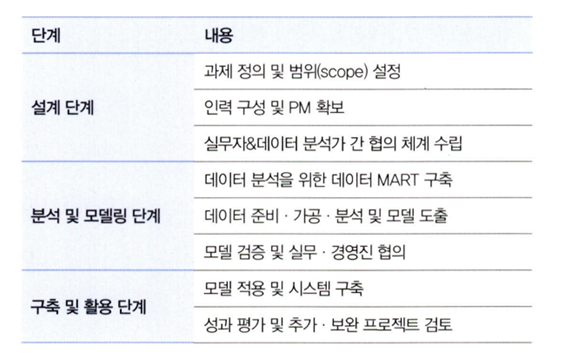 단계 내용
설계 단계
과제 정의 및 범위(scope) 설정
인력 구성 및 PM 확보
실무자&데이터 분석가 간 협의 체계 수립
분석 및 모델링 단계
데이터 분석을 위한 데이터 MART 구축
데이터 준비 · 가공 · 분석 및 모델 도출
모델 검증 및 실무 · 경영진 협의
구축 및 활용 단계
모델 적용 및 시스템 구축
성과 평가 및 추가 · 보완 프로젝트 검토